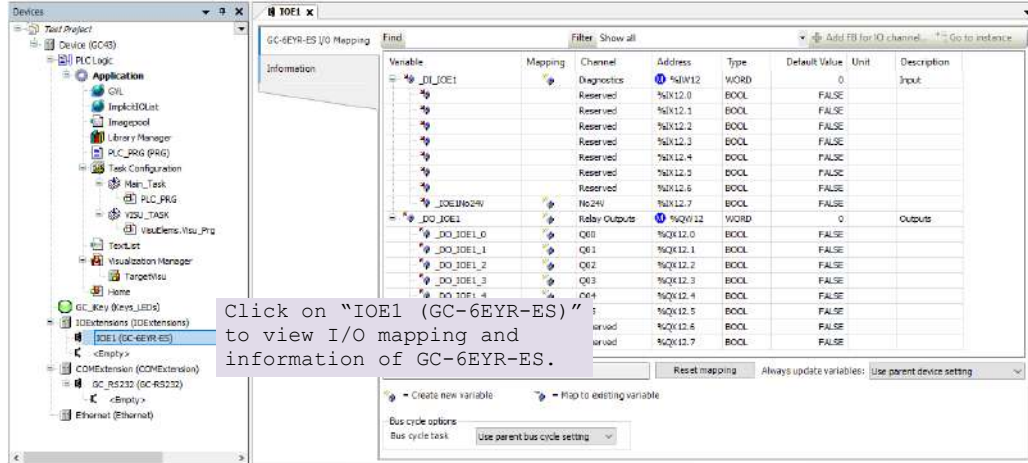 Devices
Test Project
Device (GC43)
PLC Logic
Application
GVL
ImplicitIOList
Imagepool
Library Manager
PLC_PRG (PRG)
Task Configuration
Main_Task
PLC_PRG
VISU_TASK
VisuElems.Visu_Prg
TextList
Visualization Manager
TargetVisu
Home
GC_Key (Keys_LEDs)
IOExtensions (IOExtensions)
IOE1 (GC-6EYR-ES)
<Empty>
COMExtension (COMExtension)
GC_RS232 (GC-RS232)
<Empty>
Ethernet (Ethernet)
IOE1 x
GC-6EYR-ES I/O Mapping
Information
Find Filter Show all Add FB for IO channel... Go to instance
Variable Mapping Channel Address Type Default Value Unit Description
_DI_IOE1 Diagnostics %IW12 WORD 0 Input
Reserved %IX12.0 BOOL FALSE
Reserved %IX12.1 BOOL FALSE
Reserved %IX12.2 BOOL FALSE
Reserved %IX12.3 BOOL FALSE
Reserved %IX12.4 BOOL FALSE
Reserved %IX12.5 BOOL FALSE
Reserved %IX12.6 BOOL FALSE
_IOE1No24V No24V %IX12.7 BOOL FALSE
_DO_IOE1 Relay Outputs %QW12 WORD 0 Outputs
_DO_IOE1_0 Q00 %QX12.0 BOOL FALSE
_DO_IOE1_1 Q01 %QX12.1 BOOL FALSE
_DO_IOE1_2 Q02 %QX12.2 BOOL FALSE
_DO_IOE1_3 Q03 %QX12.3 BOOL FALSE
_DO_IOE1_4 Q04 %QX12.4 BOOL FALSE
%QX12.5 BOOL FALSE
erved %QX12.6 BOOL FALSE
erved %QX12.7 BOOL FALSE
Click on “IOE1 (GC-6EYR-ES)”
to view I/O mapping and
information of GC-6EYR-ES.
Reset mapping Always update variables: Use parent device setting
= Create new variable = Map to existing variable
Bus cycle options
Bus cycle task Use parent bus cycle setting